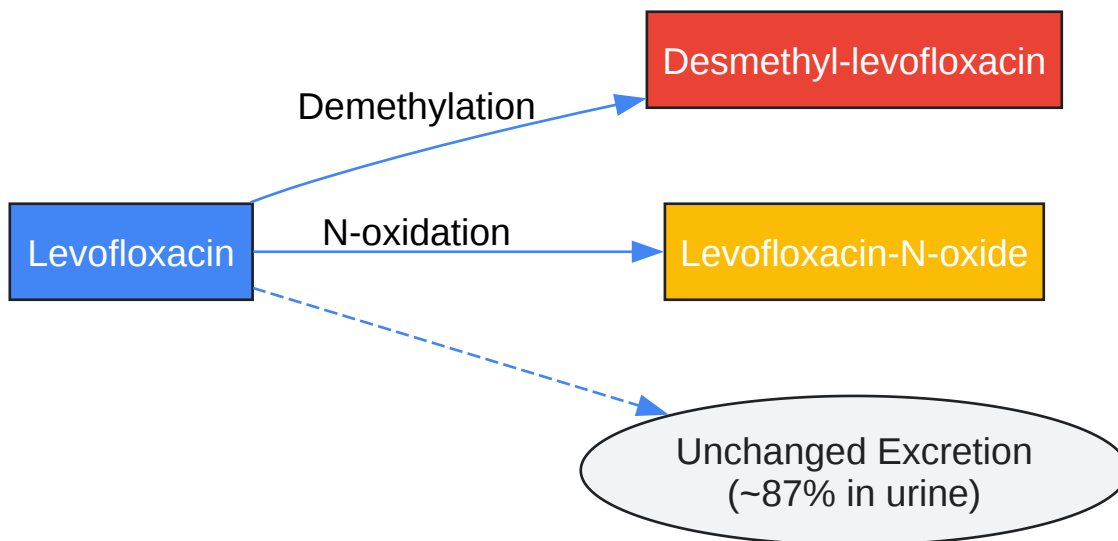 Desmethyl-levofloxacin
Demethylation
N-oxidation
Levofloxacin
Levofloxacin-N-oxide
Unchanged Excretion
(~87% in urine)